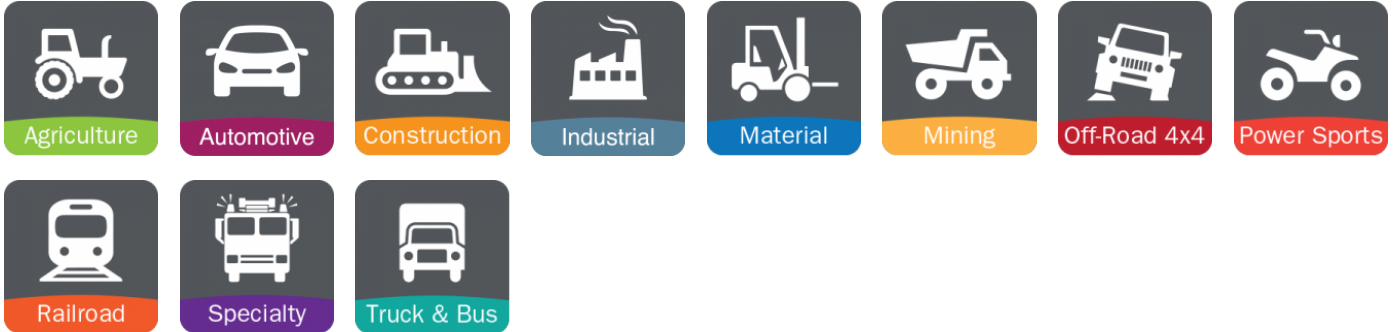 Agriculture
Automotive
Construction
Industrial
Material
Mining
Off-Road 4x4
Power Sports
Railroad
Specialty
Truck & Bus